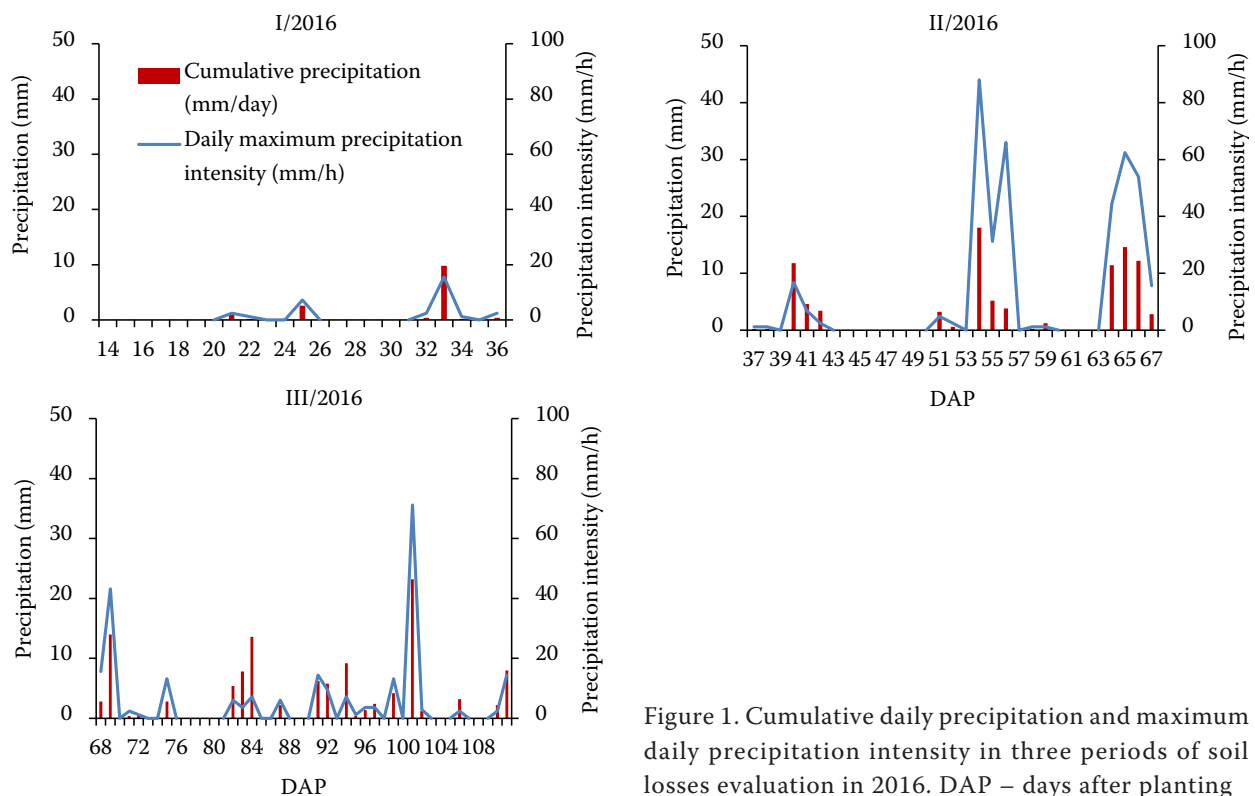 I/2016
50
40
30
20
10
0
Precipitation (mm)
Cumulative precipitation
(mm/day)
Daily maximum precipitation
intensity (mm/h)
100
80
60
40
20
0
Precipitation intensity (mm/h)
14 16 18 20 22 24 26 28 30 32 34 36
II/2016
50
40
30
20
10
0
Precipitation (mm)
100
80
60
40
20
0
Precipitation intansity (mm/h)
37 39 41 43 45 47 49 51 53 55 57 59 61 63 65 67
DAP
III/2016
50
40
30
20
10
0
Precipitation (mm)
100
80
60
40
20
0
Precipitation intensity (mm/h)
68 72 76 80 84 88 92 96 100 104 108
DAP
Figure 1. Cumulative daily precipitation and maximum
daily precipitation intensity in three periods of soil
losses evaluation in 2016. DAP – days after planting